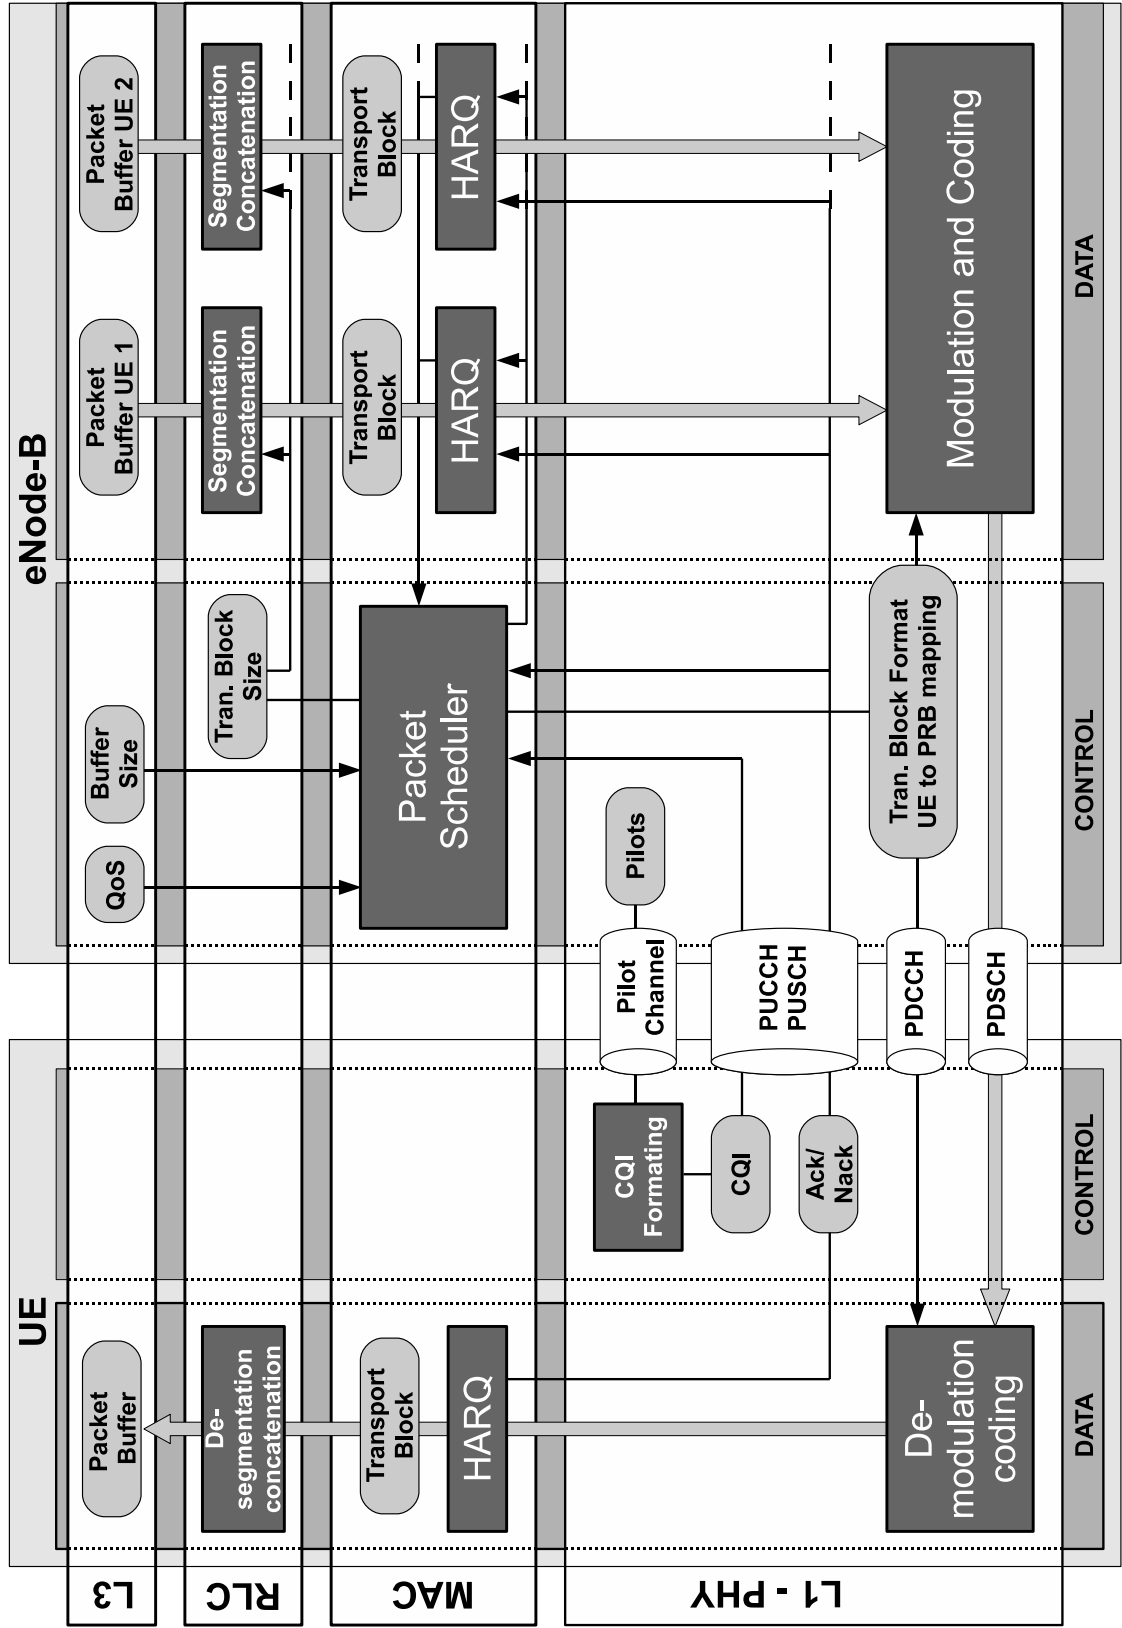 UE
eNode-B
L3
Packet
Buffer
QoS
Buffer
Size
Packet
Buffer UE 1
Packet
Buffer UE 2
RLC
De-
segmentation
concatenation
Tran. Block
Size
Segmentation
Concatenation
Segmentation
Concatenation
MAC
Transport
Block
HARQ
Packet
Scheduler
Transport
Block
HARQ
Transport
Block
HARQ
L1 - PHY
CQI
Formating
Pilot
Channel
Pilots
CQI
Ack/
Nack
PUCCH
PUSCH
PDCCH
PDSCH
Tran. Block Format
UE to PRB mapping
De-
modulation
coding
Modulation and Coding
DATA
CONTROL
CONTROL
DATA